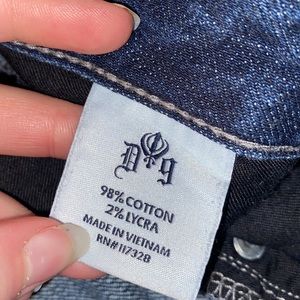 D g
98% COTTON
2% LYCRA
MADE IN VIETNAM
RN# 117328